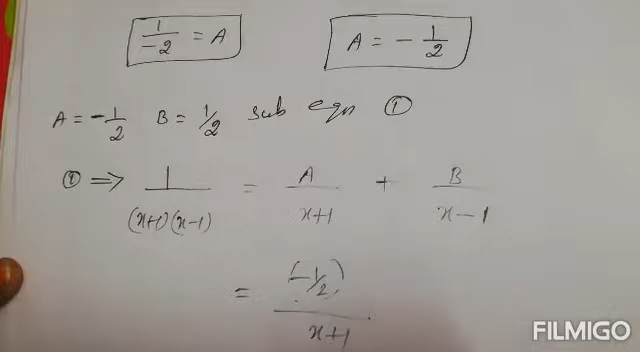 1/-2 = A    A = - 1/2
A = -1/2  B = 1/2  sub eqn ①
① ⇒ 1/((x+1)(x-1)) = A/(x+1) + B/(x-1)
= (-1/2)/(x+1)
FILMIGO